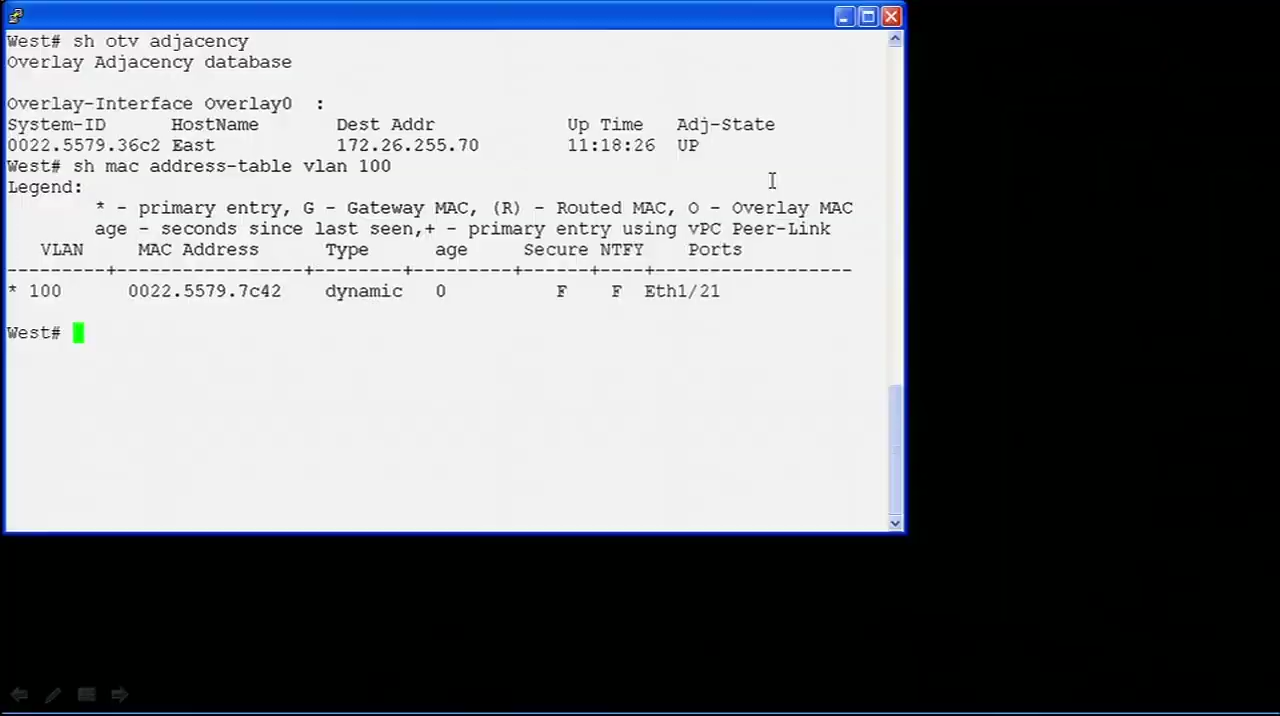 West# sh otv adjacency
Overlay Adjacency database
Overlay-Interface Overlay0  :
System-ID      HostName       Dest Addr            Up Time   Adj-State
0022.5579.36c2 East           172.26.255.70        11:18:26  UP
West# sh mac address-table vlan 100
Legend:
        * - primary entry, G - Gateway MAC, (R) - Routed MAC, O - Overlay MAC
        age - seconds since last seen,+ - primary entry using vPC Peer-Link
   VLAN     MAC Address      Type      age     Secure NTFY    Ports
---------+-----------------+--------+---------+------+----+------------------
* 100      0022.5579.7c42    dynamic   0          F    F  Eth1/21
West#